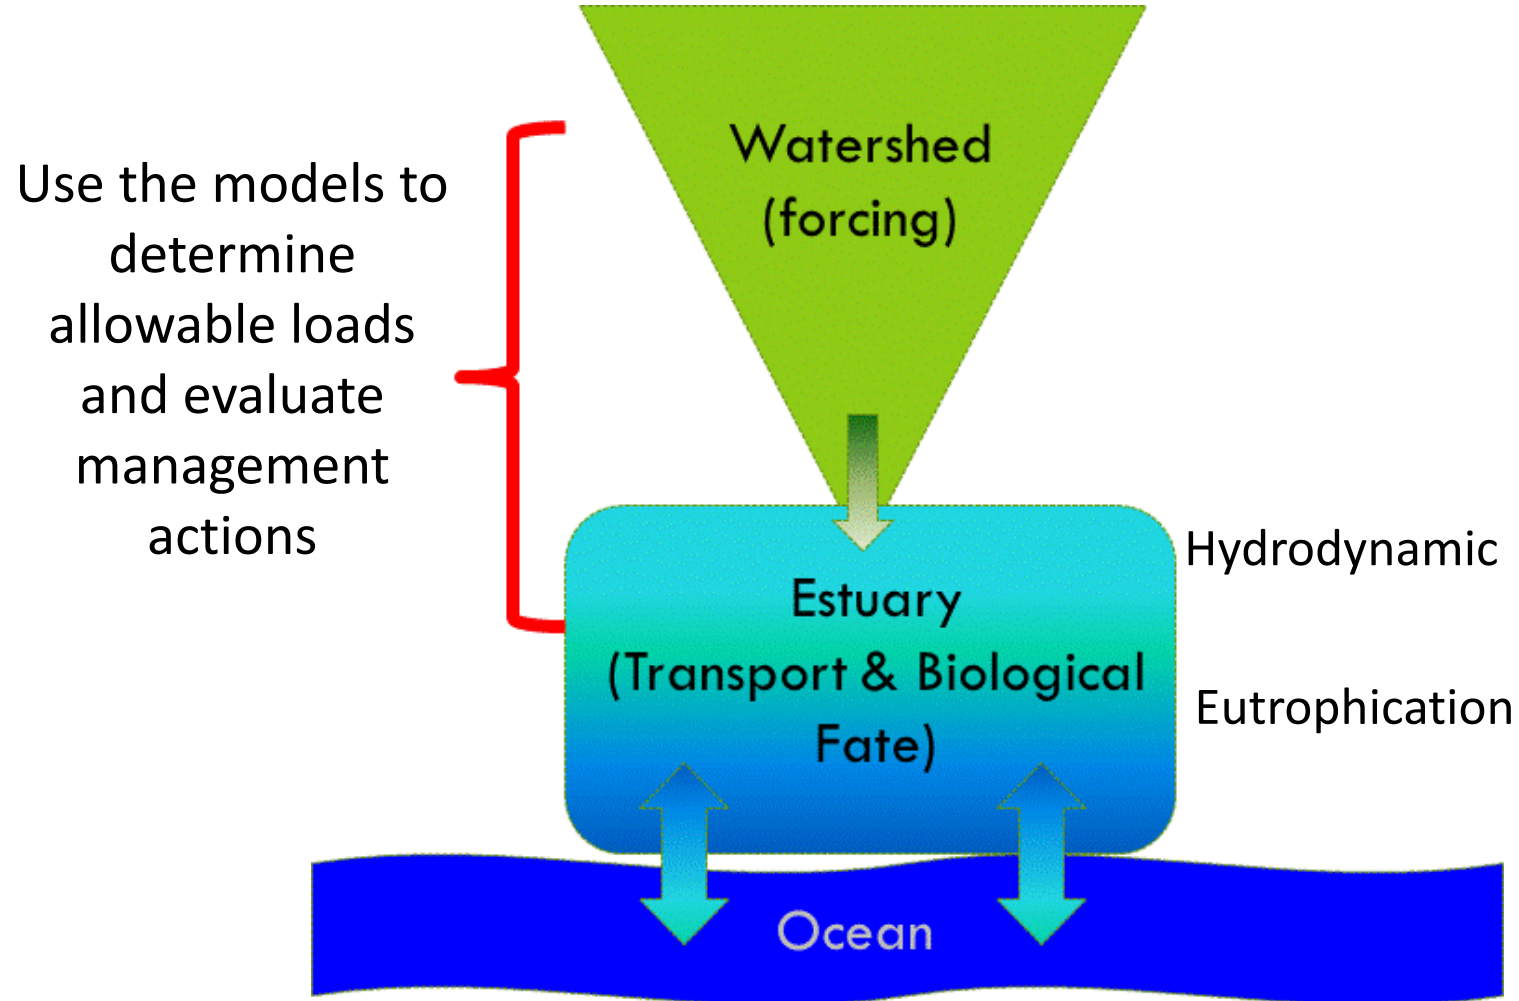 Use the models to
determine
allowable loads
and evaluate
management
actions
Watershed
(forcing)
Estuary
(Transport & Biological
Fate)
Hydrodynamic
Eutrophication
Ocean